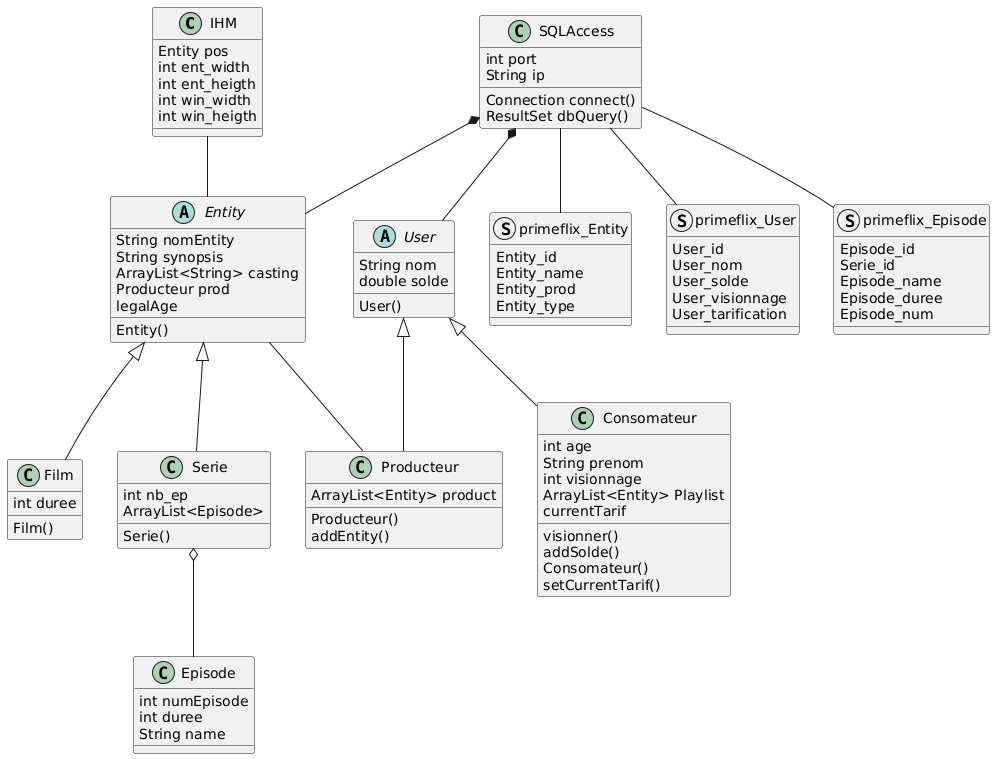 C IHM
Entity pos
int ent_width
int ent_heigth
int win_width
int win_heigth
C SQLAccess
int port
String ip
Connection connect()
ResultSet dbQuery()
A Entity
String nomEntity
String synopsis
ArrayList<String> casting
Producteur prod
legalAge
Entity()
A User
String nom
double solde
User()
S primeflix_Entity
Entity_id
Entity_name
Entity_prod
Entity_type
S primeflix_User
User_id
User_nom
User_solde
User_visionnage
User_tarification
S primeflix_Episode
Episode_id
Serie_id
Episode_name
Episode_duree
Episode_num
C Film
int duree
Film()
C Serie
int nb_ep
ArrayList<Episode>
Serie()
C Producteur
ArrayList<Entity> product
Producteur()
addEntity()
C Consomateur
int age
String prenom
int visionnage
ArrayList<Entity> Playlist
currentTarif
visionner()
addSolde()
Consomateur()
setCurrentTarif()
C Episode
int numEpisode
int duree
String name